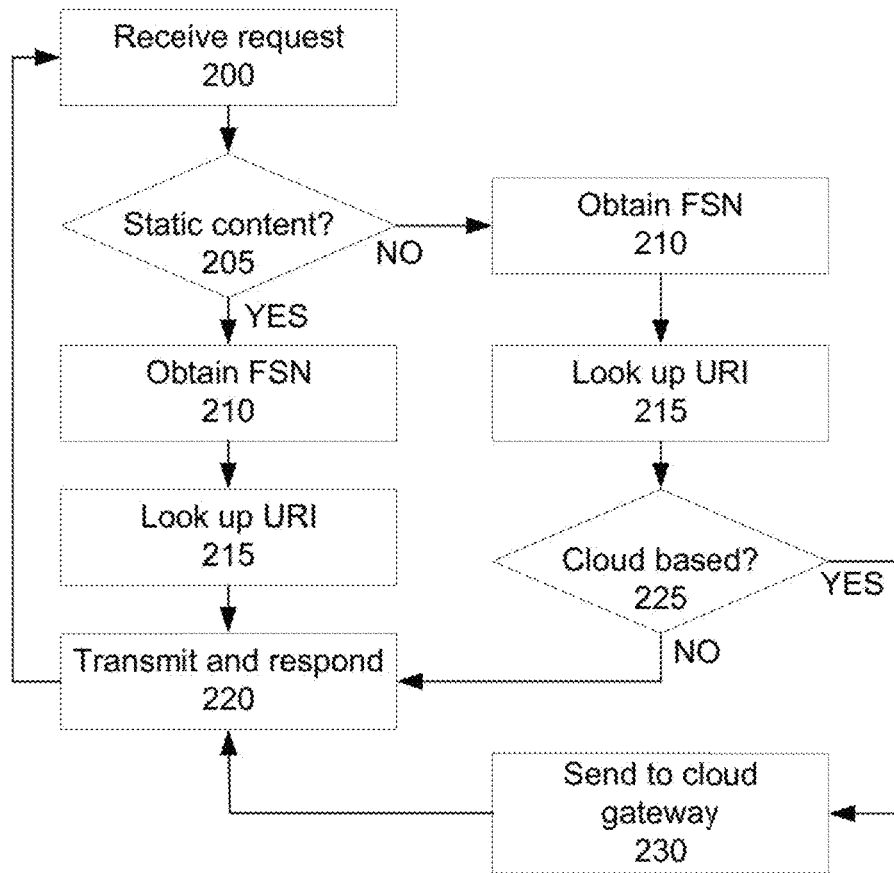 Receive request
200
Static content?
205
NO
YES
Obtain FSN
210
Look up URI
215
Transmit and respond
220
Obtain FSN
210
Look up URI
215
Cloud based?
225
YES
NO
Send to cloud
gateway
230